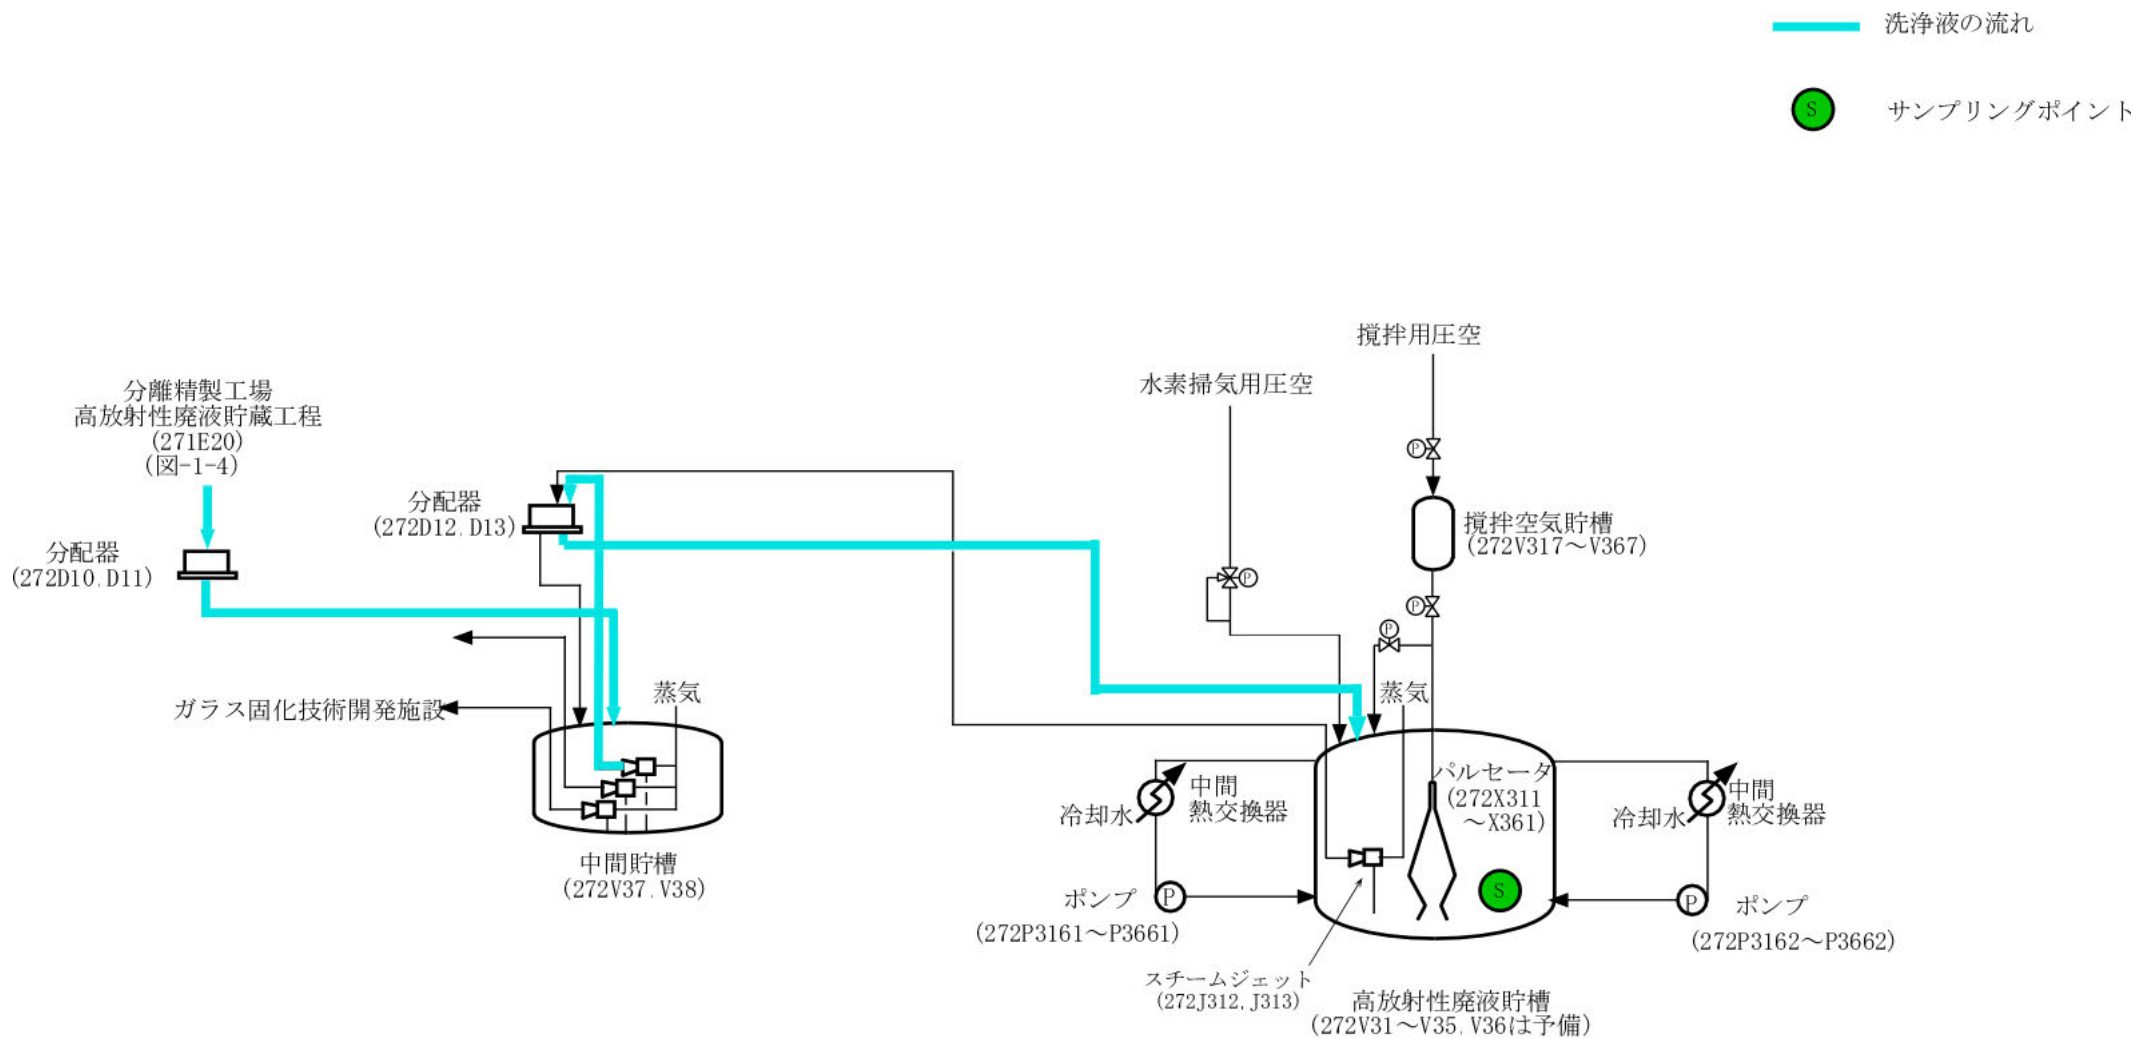 洗浄液の流れ
S
サンプリングポイント
撹拌用圧空
水素掃気用圧空
分離精製工場
高放射性廃液貯蔵工程
(271E20)
(図-1-4)
P
分配器
(272D12.D13)
撹拌空気貯槽
(272V317～V367)
分配器
(272D10.D11)
P
P
P
蒸気
蒸気
ガラス固化技術開発施設
パルセータ
(272X311
～X361)
中間
熱交換器
冷却水
中間
熱交換器
冷却水
中間貯槽
(272V37.V38)
ポンプ
P
(272P3161～P3661)
S
P
ポンプ
(272P3162～P3662)
スチームジェット
(272J312,J313)
高放射性廃液貯槽
(272V31～V35.V36は予備)